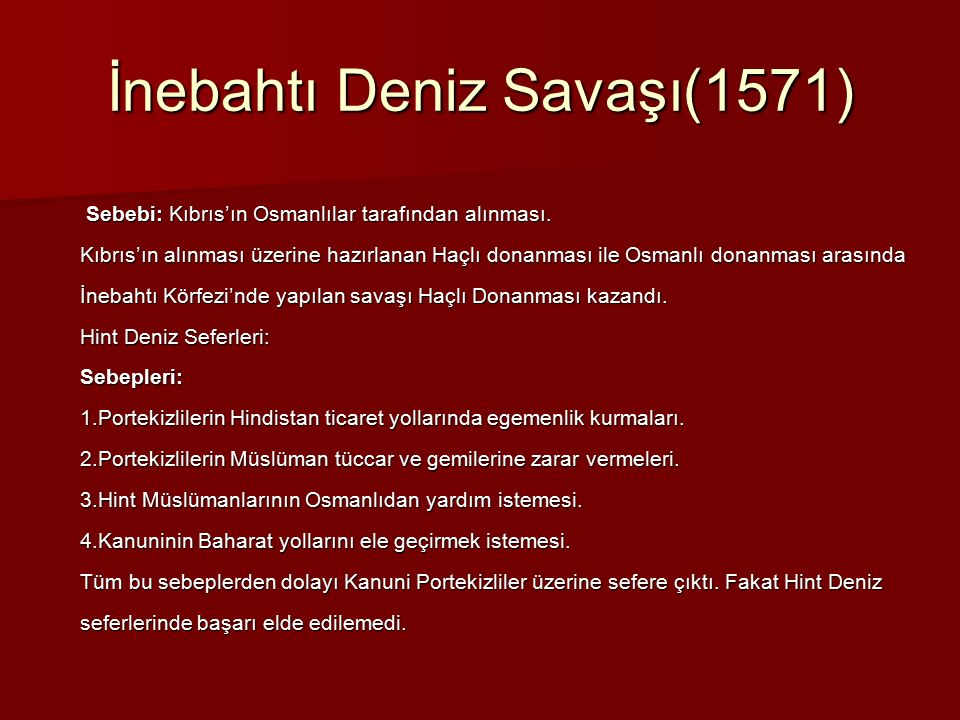 İnebahtı Deniz Savaşı(1571)
Sebebi: Kıbrıs’ın Osmanlılar tarafından alınması.
Kıbrıs’ın alınması üzerine hazırlanan Haçlı donanması ile Osmanlı donanması arasında
İnebahtı Körfezi’nde yapılan savaşı Haçlı Donanması kazandı.
Hint Deniz Seferleri:
Sebepleri:
1.Portekizlilerin Hindistan ticaret yollarında egemenlik kurmaları.
2.Portekizlilerin Müslüman tüccar ve gemilerine zarar vermeleri.
3.Hint Müslümanlarının Osmanlıdan yardım istemesi.
4.Kanuninin Baharat yollarını ele geçirmek istemesi.
Tüm bu sebeplerden dolayı Kanuni Portekizliler üzerine sefere çıktı. Fakat Hint Deniz
seferlerinde başarı elde edilemedi.